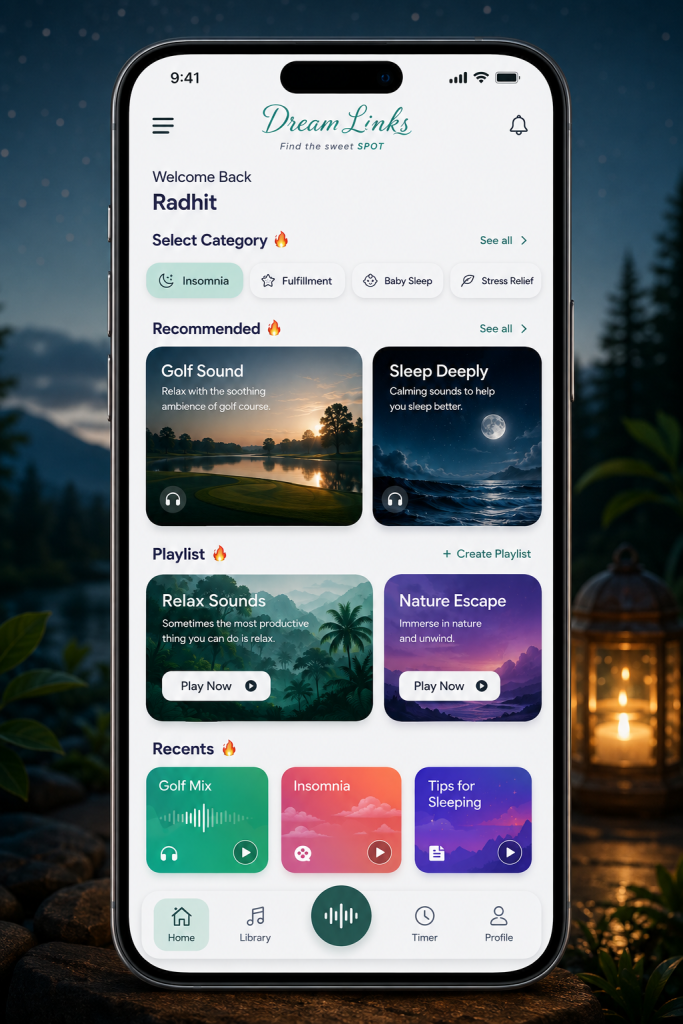 9:41
Dream Links
Find the sweet SPOT
Welcome Back
Radhit
Select Category 🔥
See all >
Insomnia
Fulfillment
Baby Sleep
Stress Relief
Recommended 🔥
See all >
Golf Sound
Relax with the soothing
ambience of golf course.
Sleep Deeply
Calming sounds to help
you sleep better.
Playlist 🔥
+ Create Playlist
Relax Sounds
Sometimes the most productive
thing you can do is relax.
Play Now
Nature Escape
Immerse in nature
and unwind.
Play Now
Recents 🔥
Golf Mix
Insomnia
Tips for
Sleeping
Home
Library
Timer
Profile